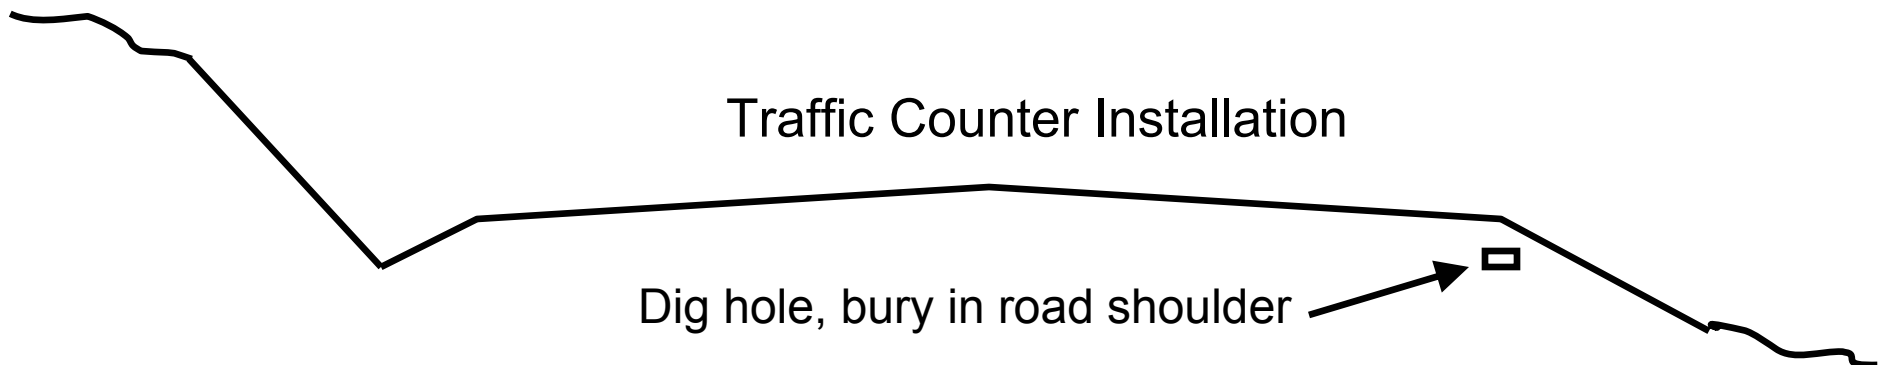 Traffic Counter Installation
Dig hole, bury in road shoulder